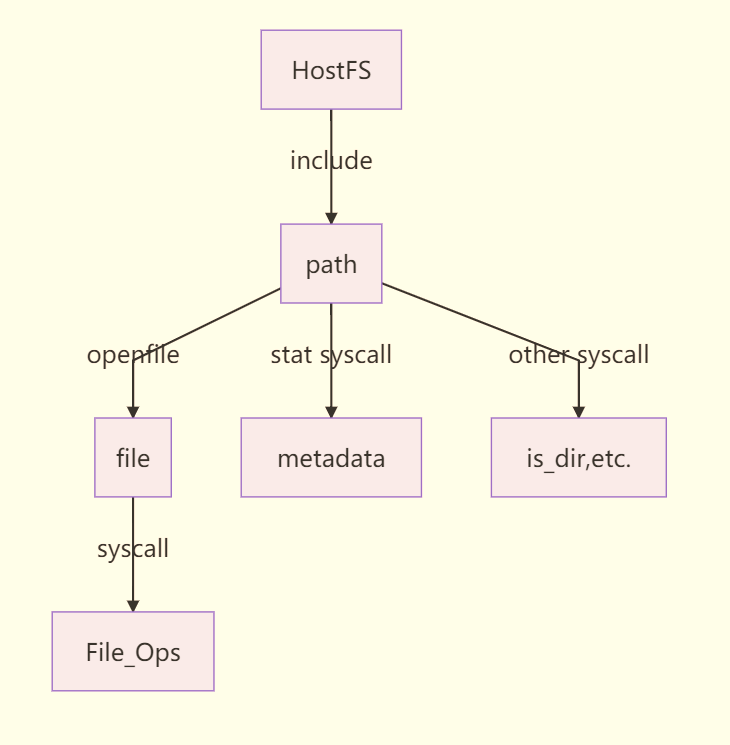 HostFS
include
path
openfile
stat syscall
other syscall
file
metadata
is_dir,etc.
syscall
File_Ops